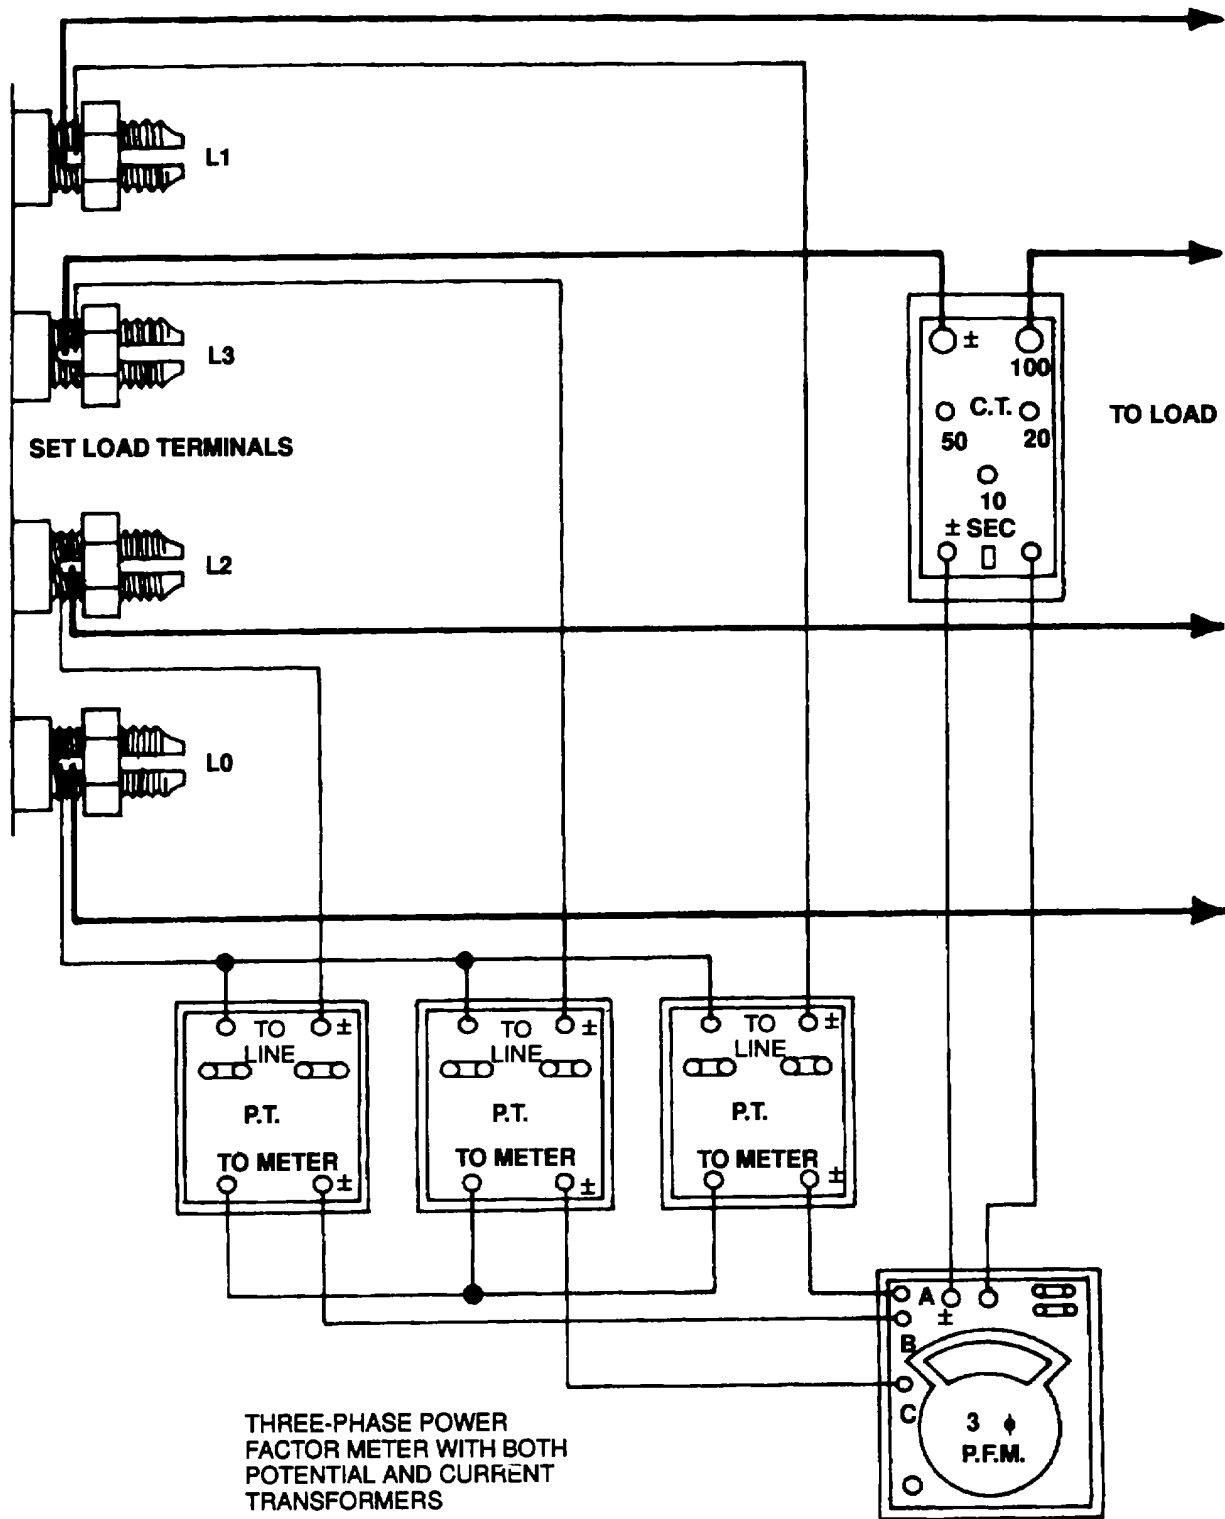 L1
L3
±
100
C.T.
TO LOAD
50
20
SET LOAD TERMINALS
10
± SEC
L2
L0
TO
LINE
±
P.T.
TO METER
±
TO
LINE
±
P.T.
TO METER
±
TO
LINE
±
P.T.
TO METER
±
A
±
B
C
3 ϕ
P.F.M.
THREE-PHASE POWER
FACTOR METER WITH BOTH
POTENTIAL AND CURRENT
TRANSFORMERS